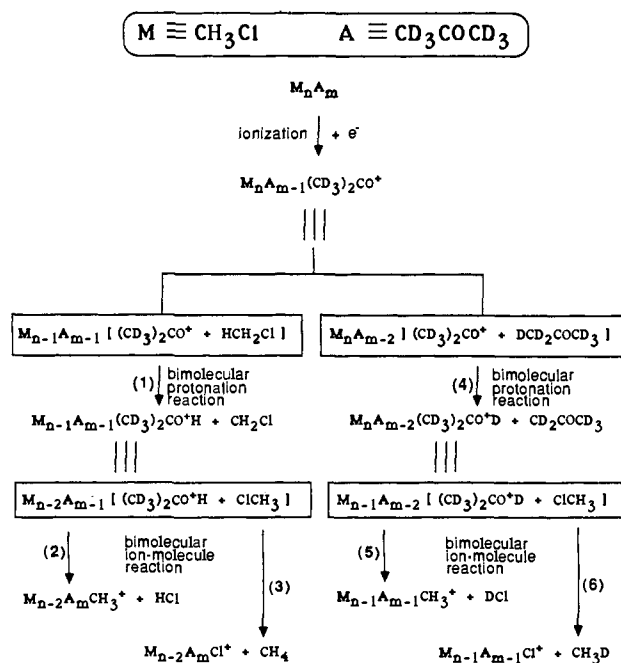 M ≡ CH₃Cl A ≡ CD₃COCD₃
MₙAₘ
ionization + e⁻
MₙAₘ₋₁(CD₃)₂CO⁺
Mₙ₋₁Aₘ₋₁ [ (CD₃)₂CO⁺ + HCH₂Cl ] MₙAₘ₋₂ ] (CD₃)₂CO⁺ + DCD₂COCD₃ ]
(1) bimolecular protonation reaction (4) bimolecular protonation reaction
Mₙ₋₁Aₘ₋₁(CD₃)₂CO⁺H + CH₂Cl MₙAₘ₋₂(CD₃)₂CO⁺D + CD₂COCD₃
Mₙ₋₂Aₘ₋₁ [ (CD₃)₂CO⁺H + ClCH₃ ] Mₙ₋₁Aₘ₋₂ [ (CD₃)₂CO⁺D + ClCH₃ ]
(2) bimolecular ion-molecule reaction (3) (5) bimolecular ion-molecule reaction (6)
Mₙ₋₂AₘCH₃⁺ + HCl Mₙ₋₁Aₘ₋₁CH₃⁺ + DCl
Mₙ₋₂AₘCl⁺ + CH₄ Mₙ₋₁Aₘ₋₁Cl⁺ + CH₃D